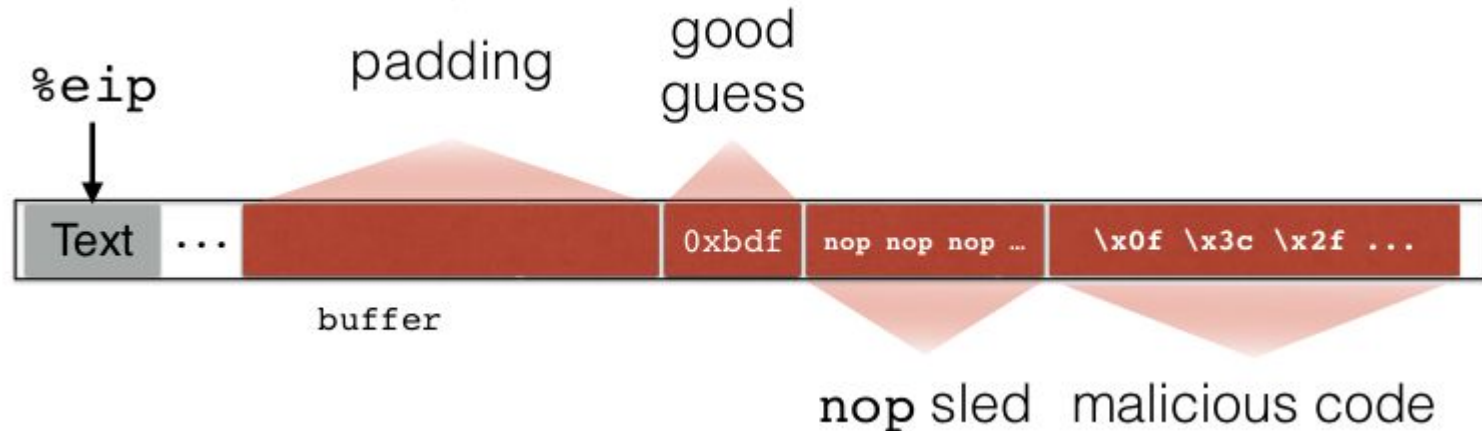 %eip
padding
good
guess
Text ...
0xbdf
nop nop nop …
\x0f \x3c \x2f ...
buffer
nop sled
malicious code